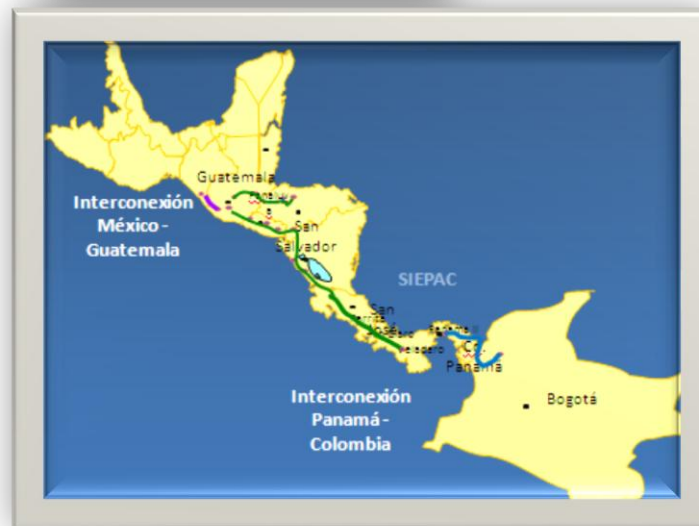 Guatemala
Interconexión
México -
Guatemala
San
Salvador
SIEPAC
San
José
Panamá
Interconexión
Panamá -
Colombia
Bogotá